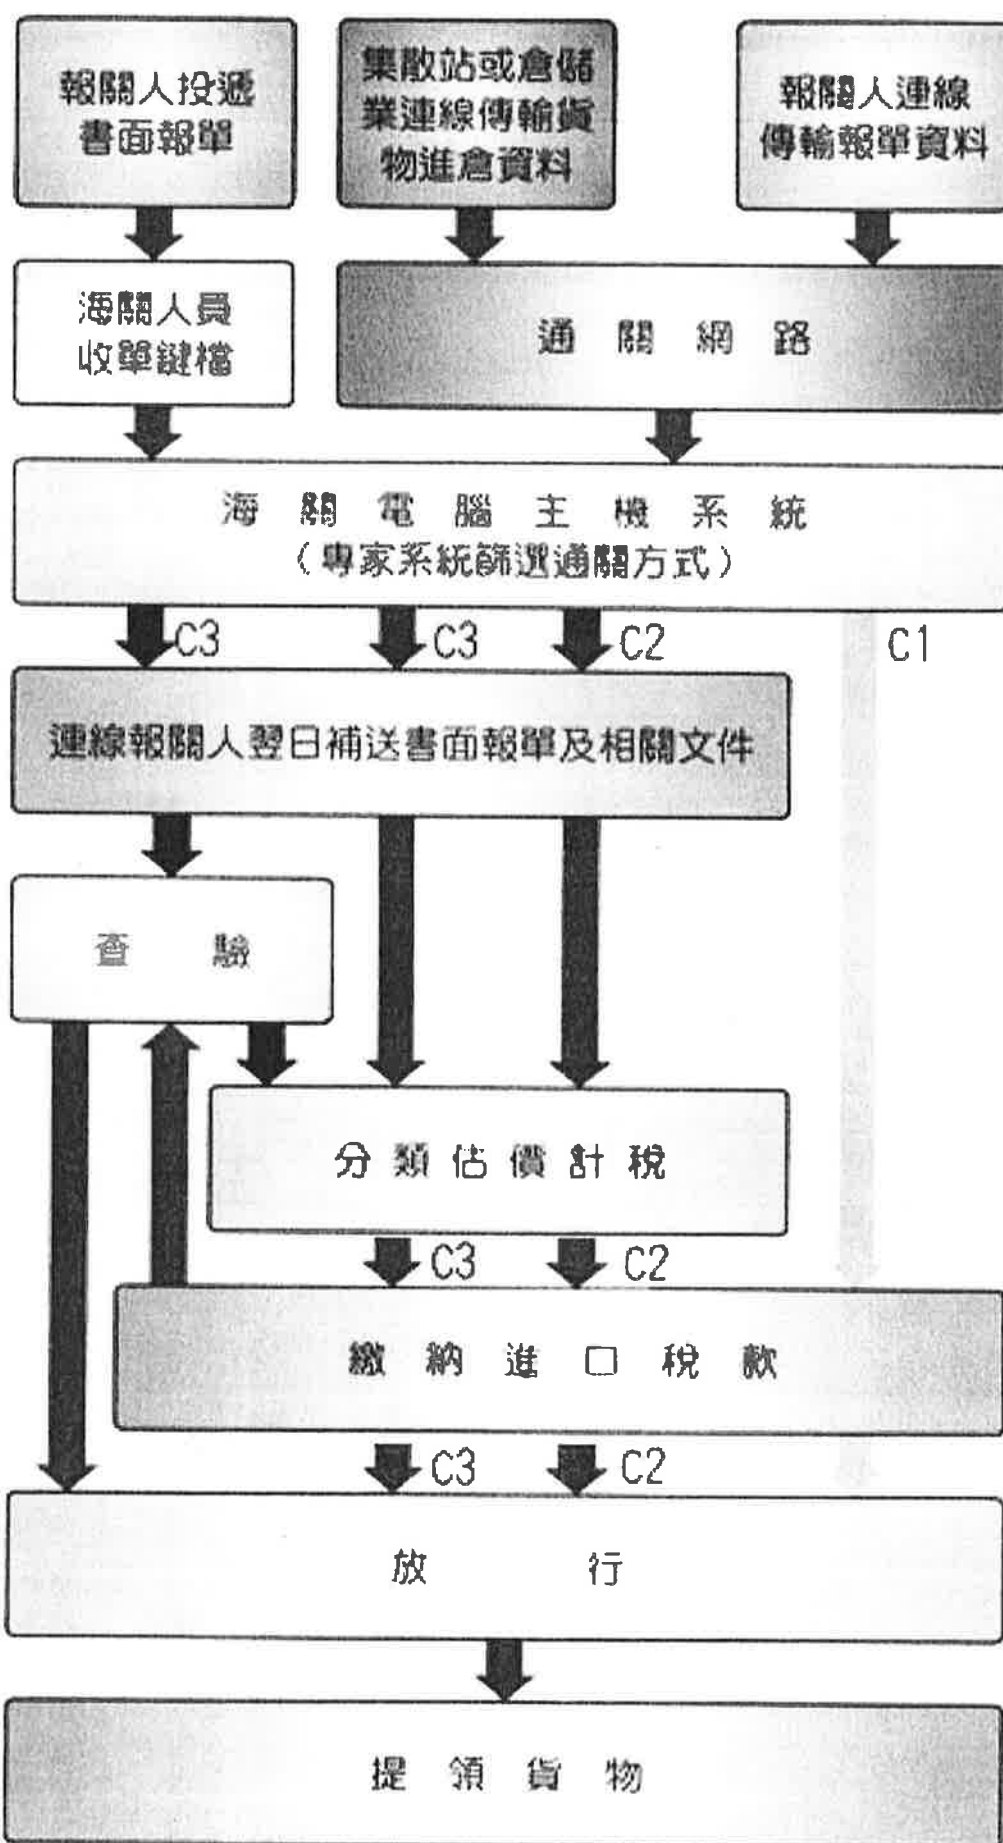 報關人投遞
書面報單
集散站或倉儲
業連線傳輸貨
物進倉資料
報關人連線
傳輸報單資料
海關人員
收單鍵檔
通關網路
海關電腦主機系統
（專家系統篩選通關方式）
C3
C3
C2
C1
連線報關人翌日補送書面報單及相關文件
查驗
分類估價計稅
C3
C2
繳納進口稅款
C3
C2
放行
提領貨物